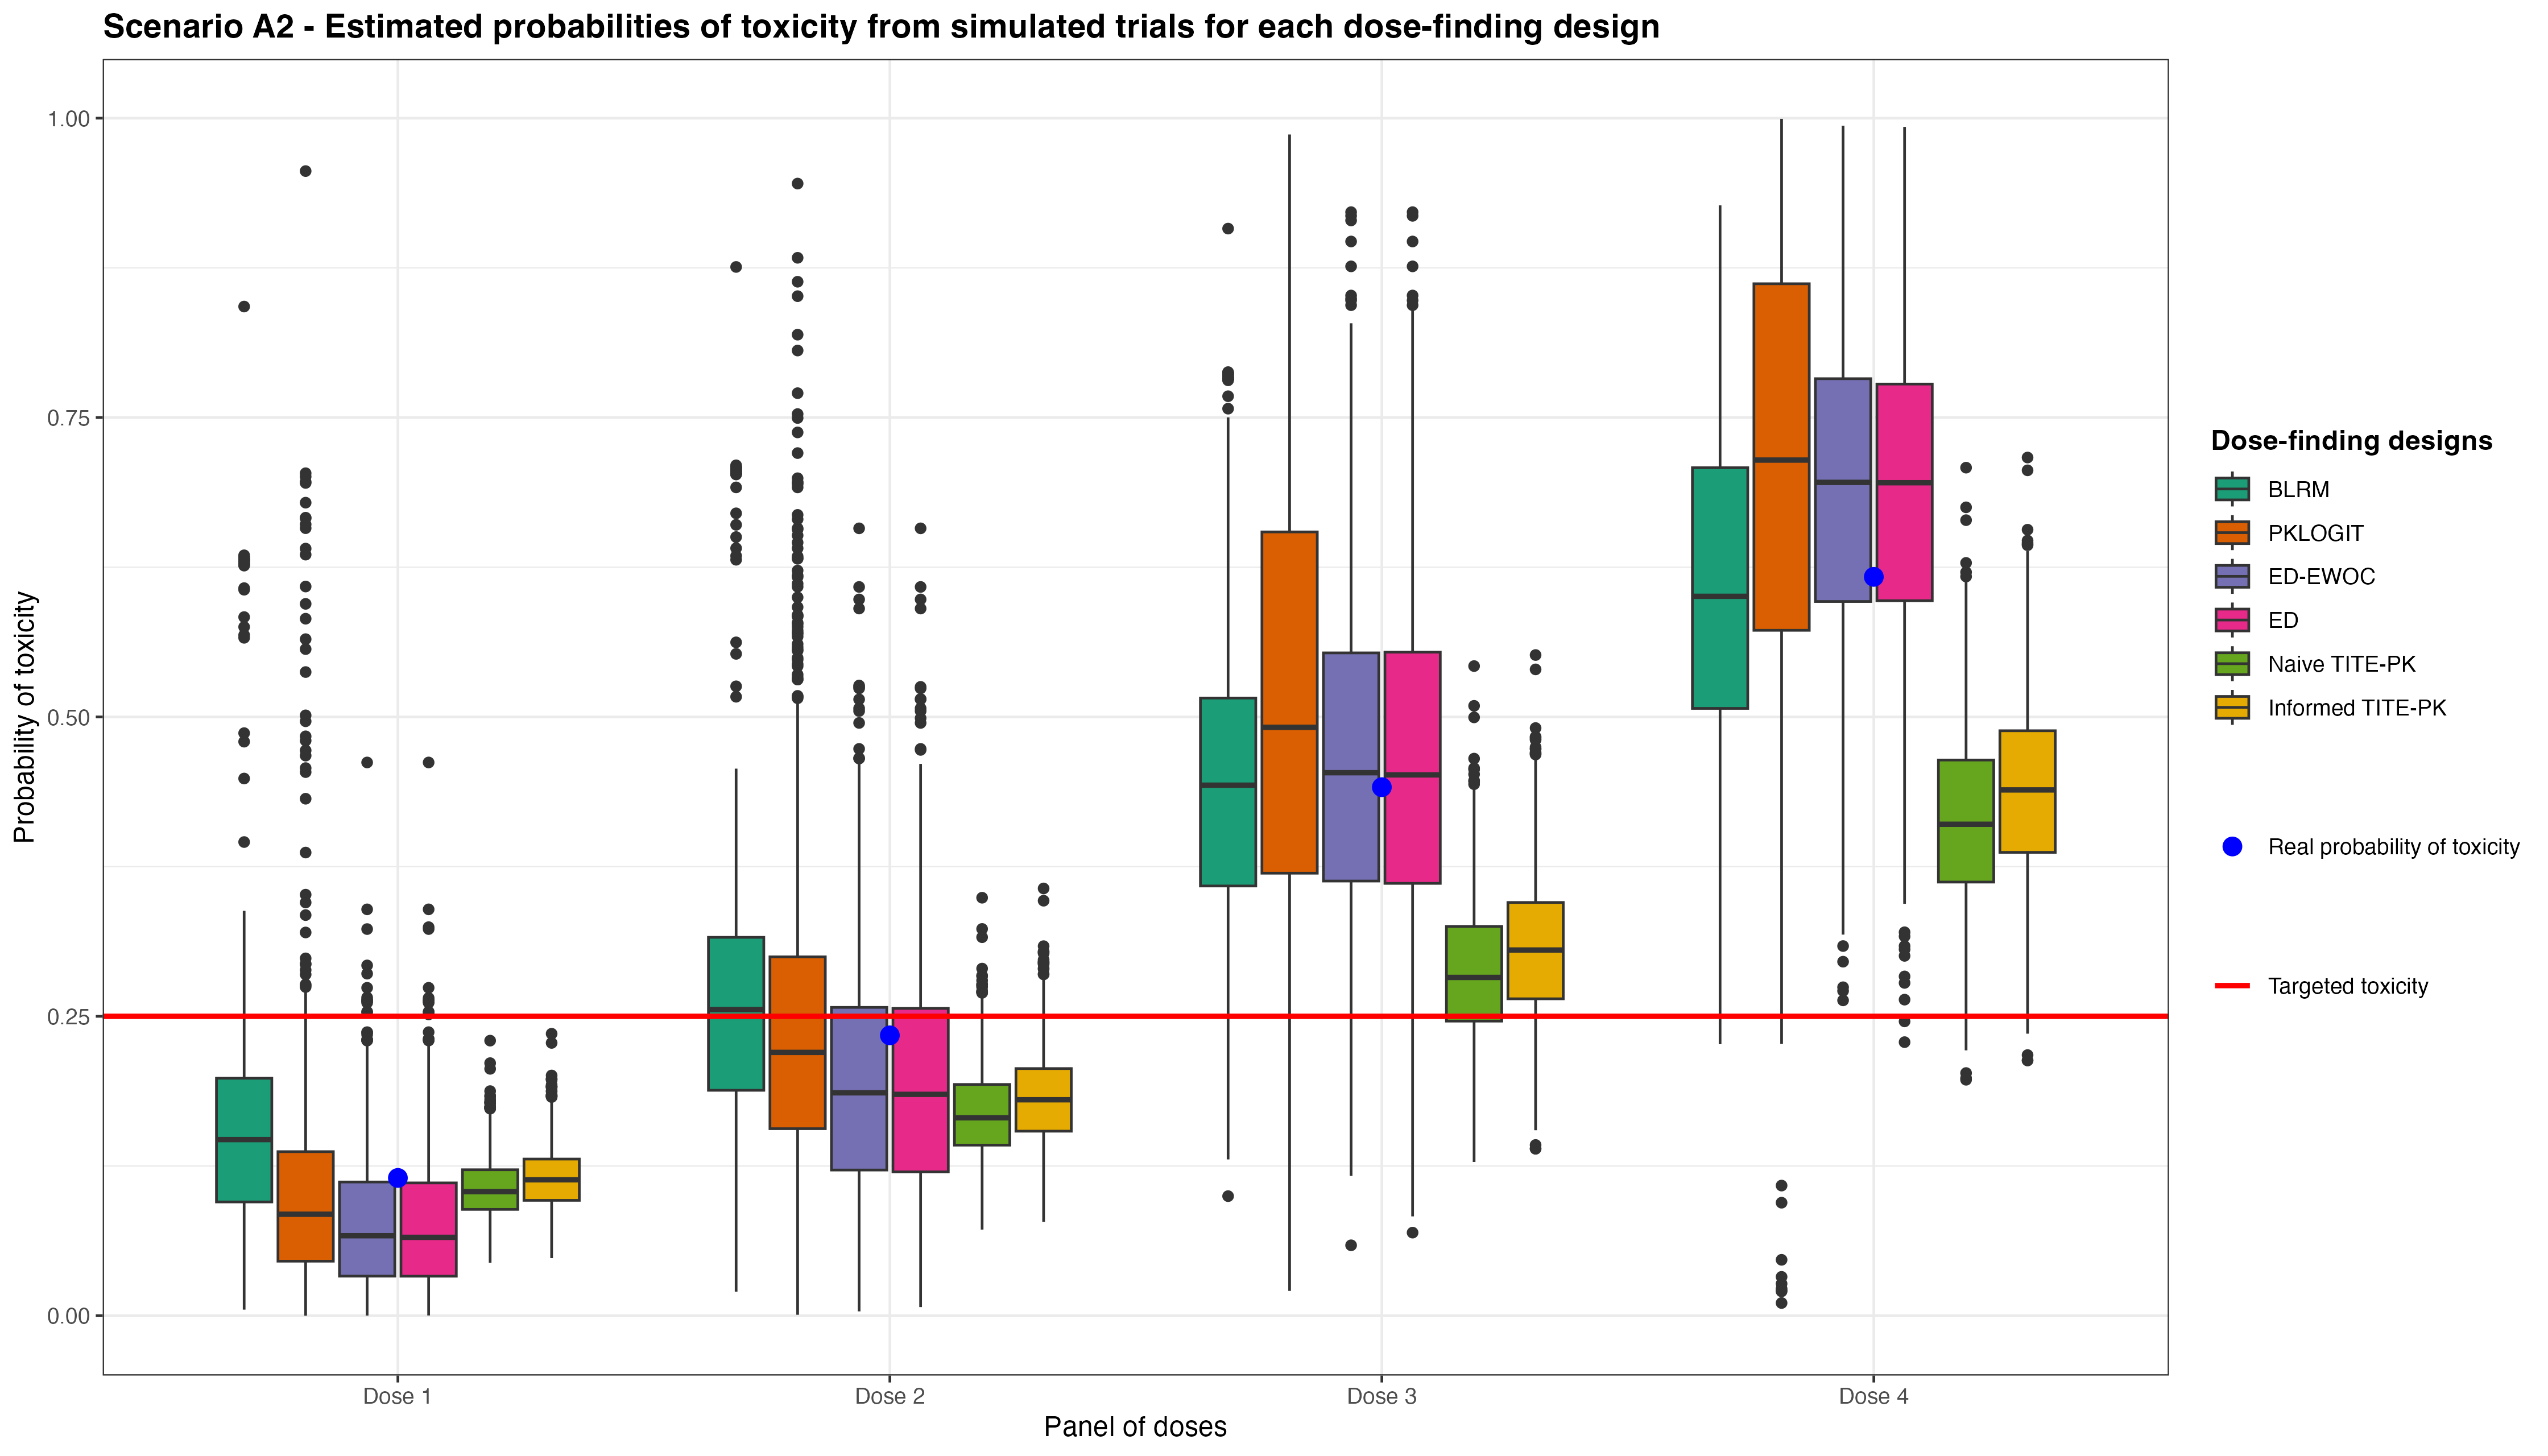 Scenario A2 - Estimated probabilities of toxicity from simulated trials for each dose-finding design
Probability of toxicity
1.00
0.75
0.50
0.25
0.00
Dose 1
Dose 2
Dose 3
Dose 4
Panel of doses
Dose-finding designs
BLRM
PKLOGIT
ED-EWOC
ED
Naive TITE-PK
Informed TITE-PK
Real probability of toxicity
Targeted toxicity